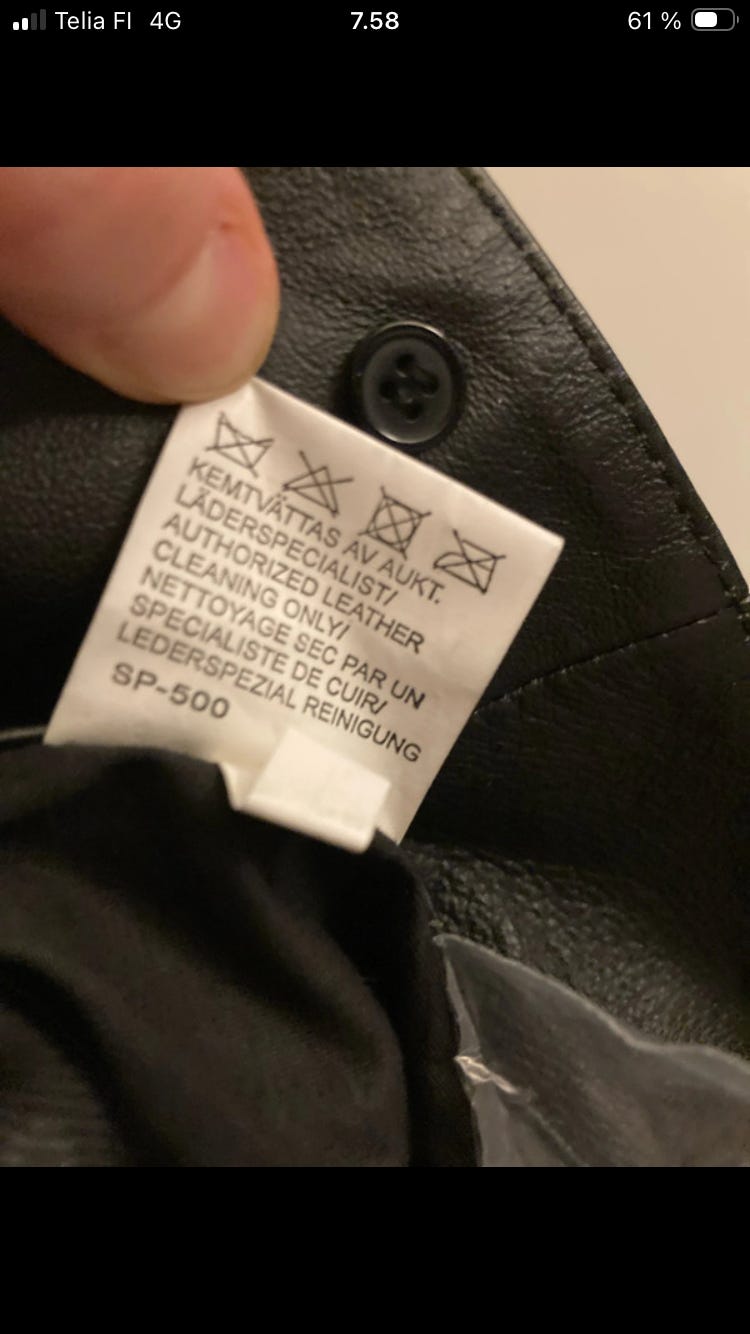 Telia FI 4G 7.58 61 %
KEMTVÄTTAS AV AUKT.
LÄDERSPECIALIST/
AUTHORIZED LEATHER
CLEANING ONLY/
NETTOYAGE SEC PAR UN
SPECIALISTE DE CUIR/
LEDERSPEZIAL REINIGUNG
SP-500